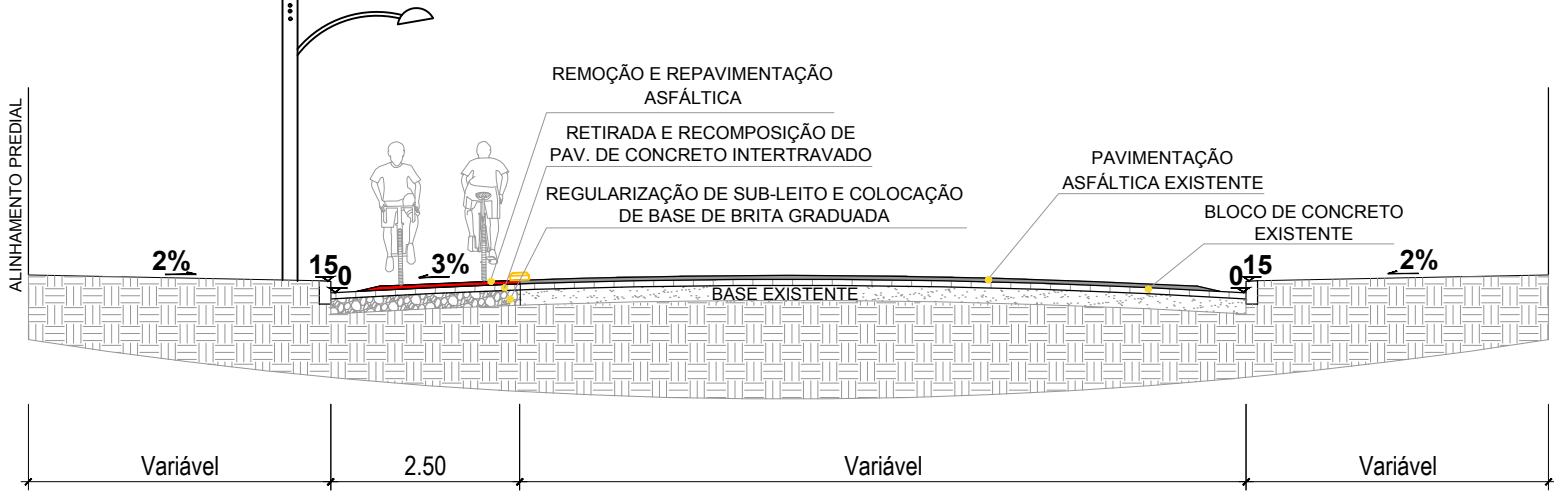 REMOÇÃO E REPAVIMENTAÇÃO
ASFÁLTICA
RETIRADA E RECOMPOSIÇÃO DE
PAV. DE CONCRETO INTERTRAVADO
REGULARIZAÇÃO DE SUB-LEITO E COLOCAÇÃO
DE BASE DE BRITA GRADUADA
PAVIMENTAÇÃO
ASFÁLTICA EXISTENTE
BLOCO DE CONCRETO
EXISTENTE
ALINHAMENTO PREDIAL
2%
15
0
3%
BASE EXISTENTE
0
15
2%
Variável
2.50
Variável
Variável